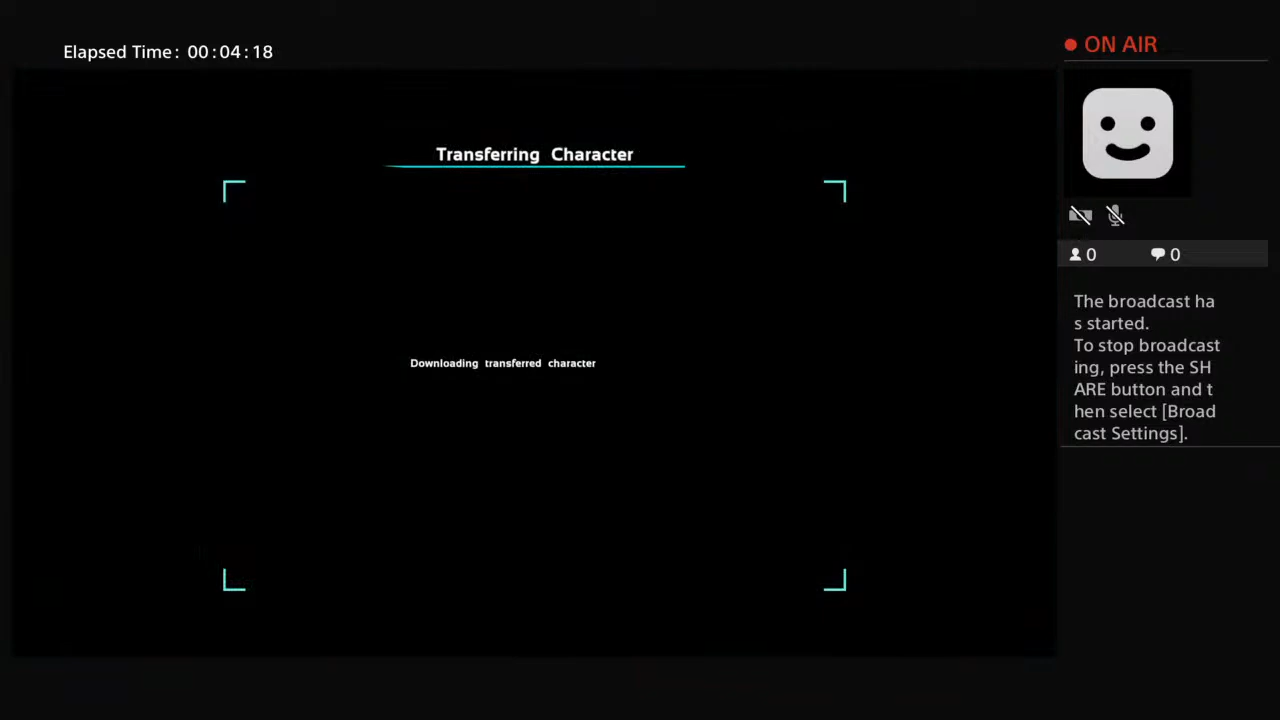 Elapsed Time: 00:04:18
ON AIR
Transferring Character
0 0
The broadcast ha
s started.
To stop broadcast
ing, press the SH
ARE button and t
hen select [Broad
cast Settings].
Downloading transferred character